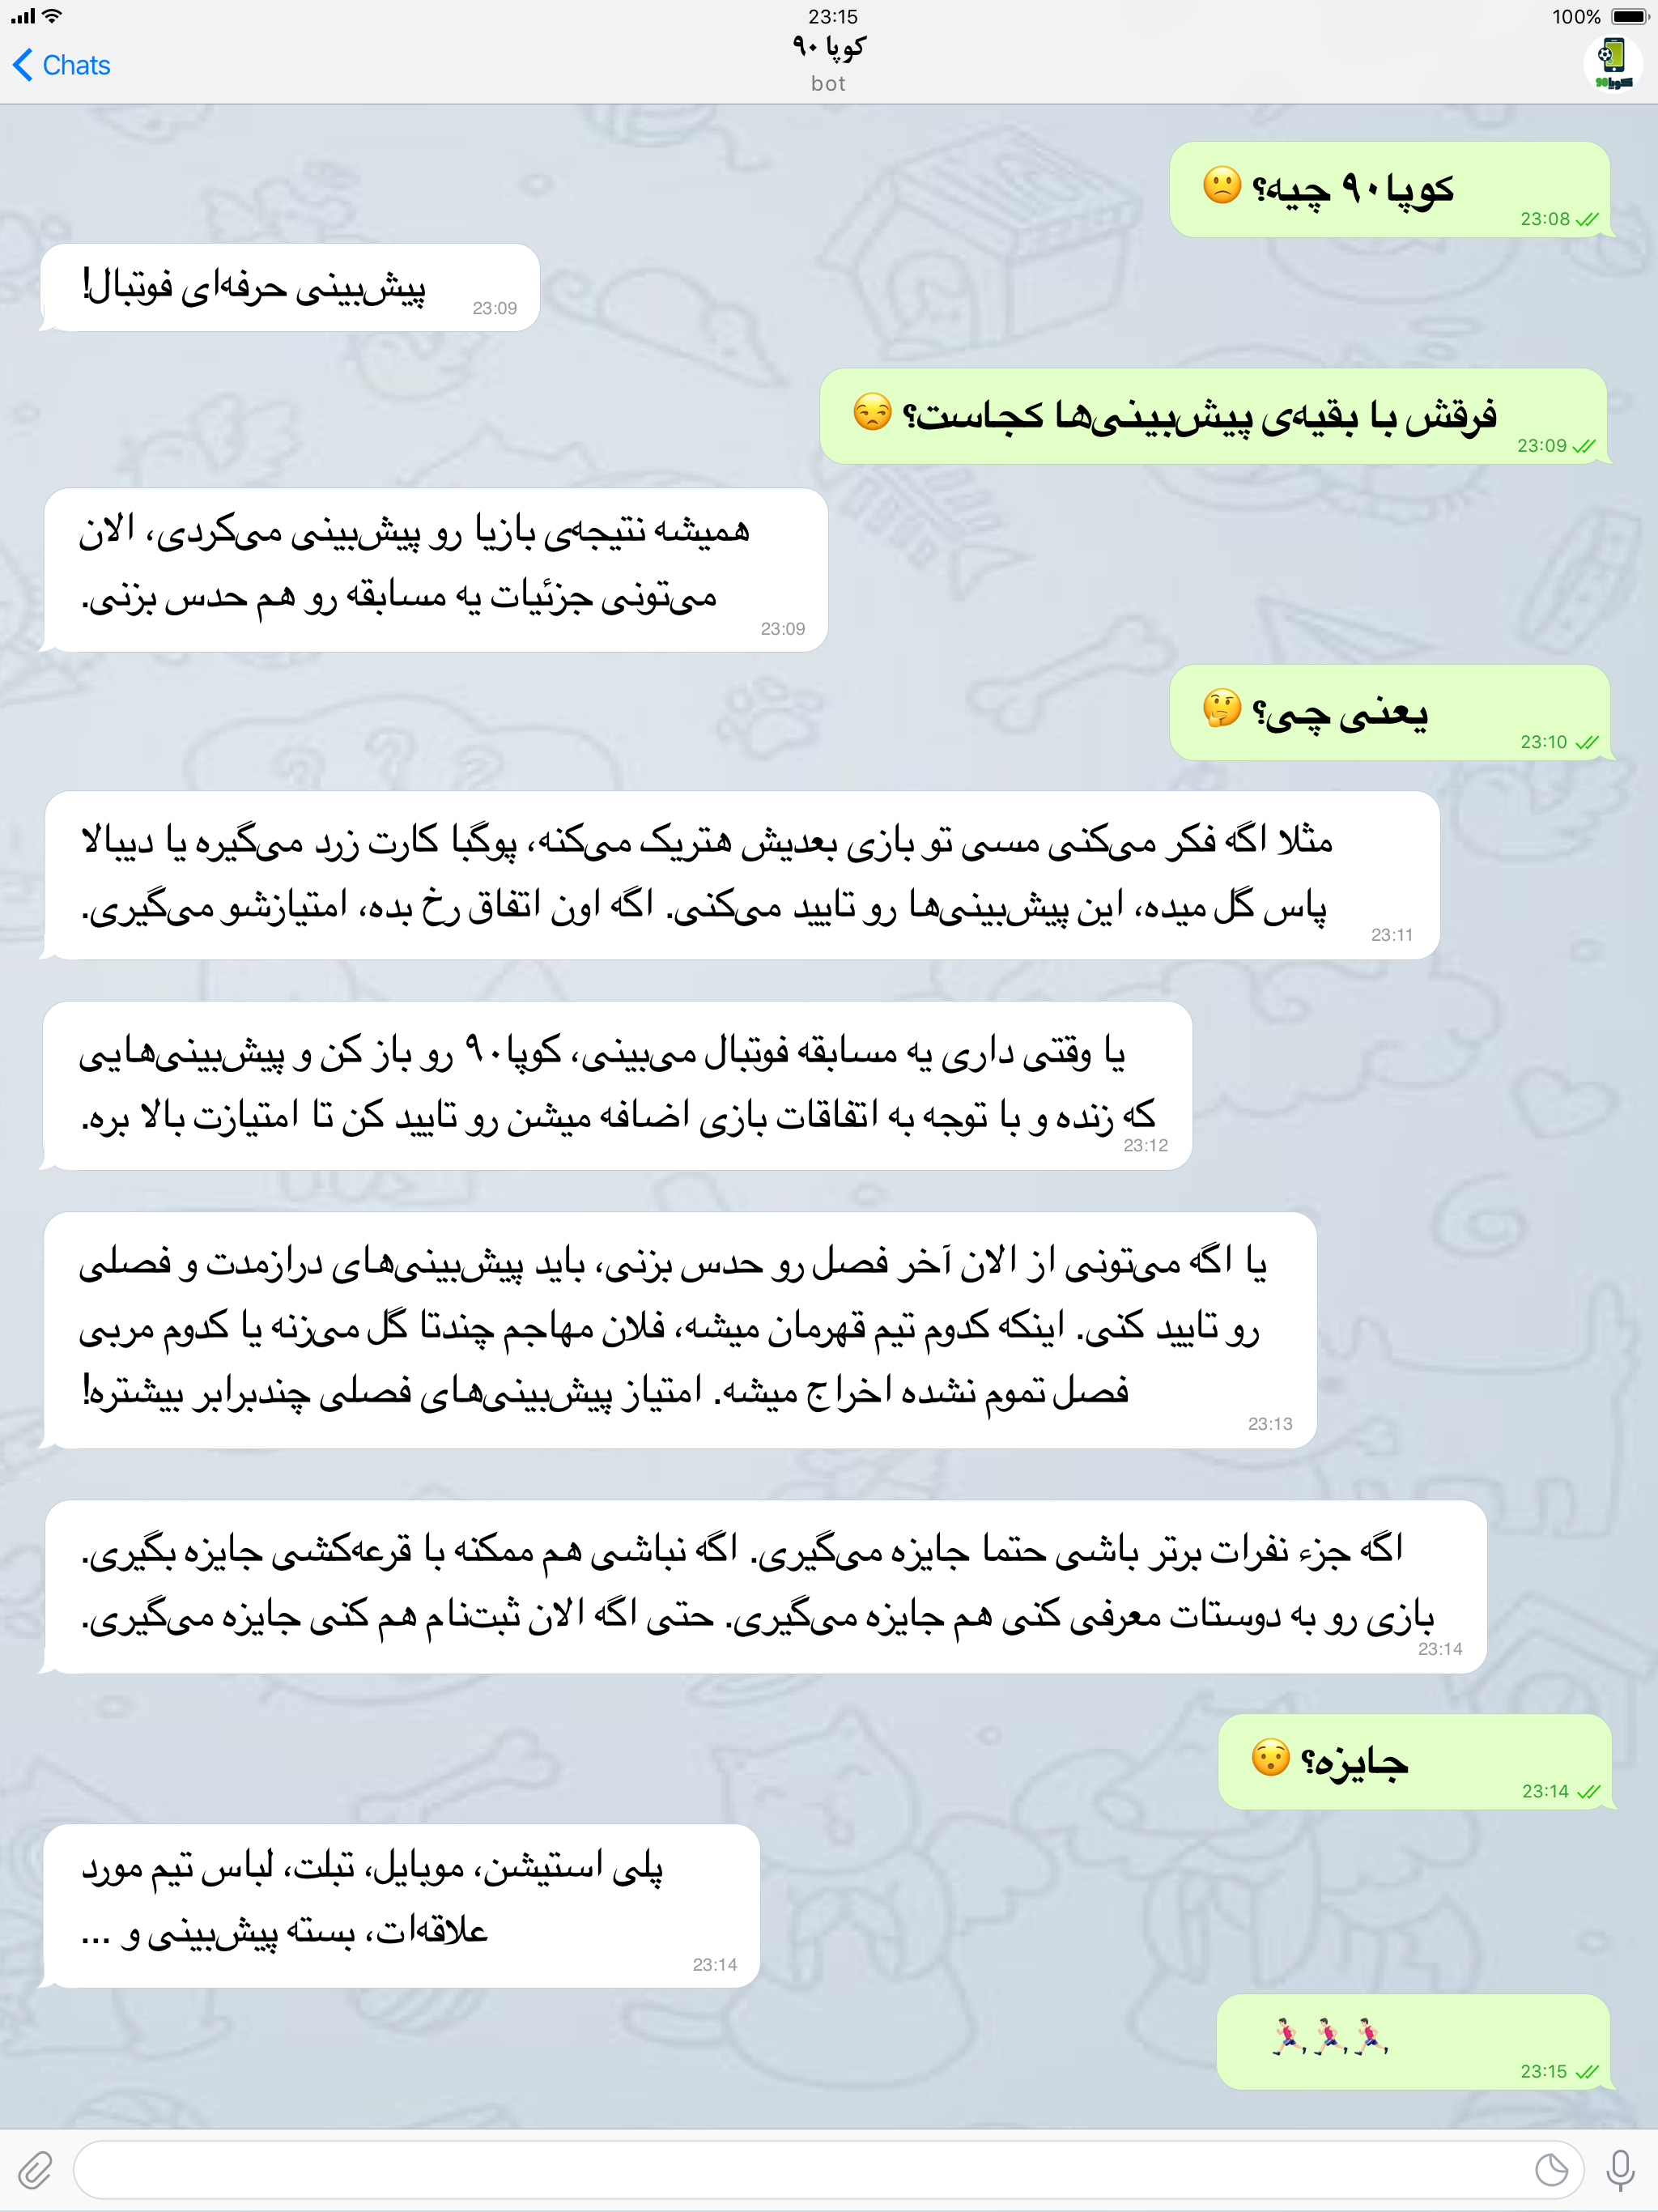 23:15
100%
Chats
کوپا ۹۰
bot
کوپا90
کوپا۹۰ چیه؟ 🙁
23:08
پیش‌بینی حرفه‌ای فوتبال!
23:09
فرقش با بقیه‌ی پیش‌بینی‌ها کجاست؟ 😒
23:09
همیشه نتیجه‌ی بازیا رو پیش‌بینی می‌کردی، الان
می‌تونی جزئیات یه مسابقه رو هم حدس بزنی.
23:09
یعنی چی؟ 🤔
23:10
مثلا اگه فکر می‌کنی مسی تو بازی بعدیش هتریک می‌کنه، پوگبا کارت زرد می‌گیره یا دیبالا
پاس گل میده، این پیش‌بینی‌ها رو تایید می‌کنی. اگه اون اتفاق رخ بده، امتیازشو می‌گیری.
23:11
یا وقتی داری یه مسابقه فوتبال می‌بینی، کوپا۹۰ رو باز کن و پیش‌بینی‌هایی
که زنده و با توجه به اتفاقات بازی اضافه میشن رو تایید کن تا امتیازت بالا بره.
23:12
یا اگه می‌تونی از الان آخر فصل رو حدس بزنی، باید پیش‌بینی‌های درازمدت و فصلی
رو تایید کنی. اینکه کدوم تیم قهرمان میشه، فلان مهاجم چندتا گل می‌زنه یا کدوم مربی
فصل تموم نشده اخراج میشه. امتیاز پیش‌بینی‌های فصلی چندبرابر بیشتره!
23:13
اگه جزء نفرات برتر باشی حتما جایزه می‌گیری. اگه نباشی هم ممکنه با قرعه‌کشی جایزه بگیری.
بازی رو به دوستات معرفی کنی هم جایزه می‌گیری. حتی اگه الان ثبت‌نام هم کنی جایزه می‌گیری.
23:14
جایزه؟ 😯
23:14
پلی استیشن، موبایل، تبلت، لباس تیم مورد
علاقه‌ات، بسته پیش‌بینی و ...
23:14
🏃🏻🏃🏻🏃🏻
23:15